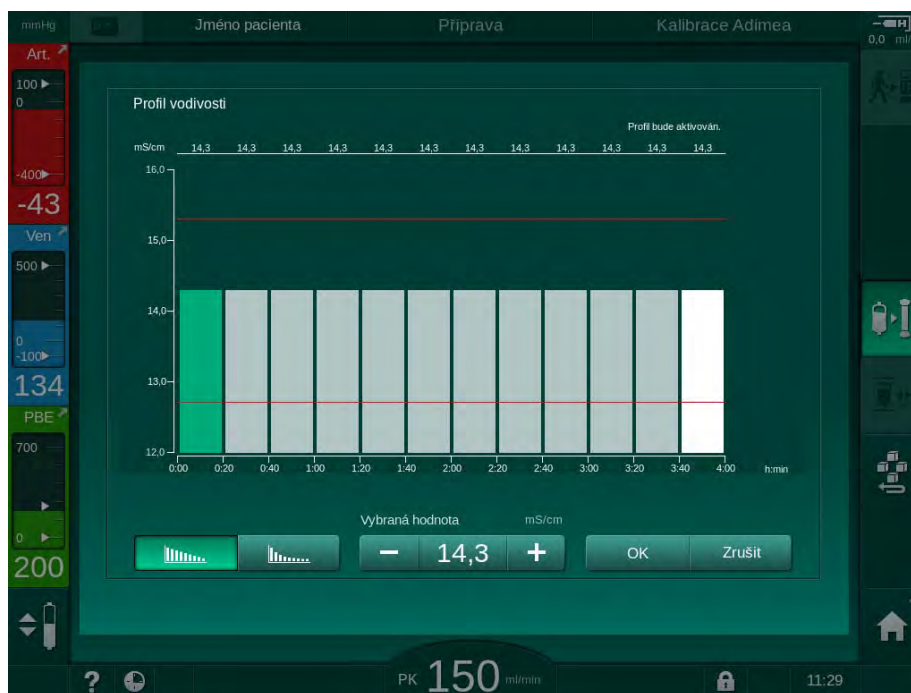 mmHg Jméno pacienta Příprava Kalibrace Adimea
0,0 ml/
Art.
100
0
-400
-43
Ven
500
0
-100
134
PBE
700
0
200
Profil vodivosti
Profil bude aktivován.
mS/cm 14,3 14,3 14,3 14,3 14,3 14,3 14,3 14,3 14,3 14,3 14,3 14,3
16,0
15,0
14,0
13,0
12,0
0:00 0:20 0:40 1:00 1:20 1:40 2:00 2:20 2:40 3:00 3:20 3:40 4:00 h:min
Vybraná hodnota mS/cm
− 14,3 + OK Zrušit
? PK 150 ml/min 11:29